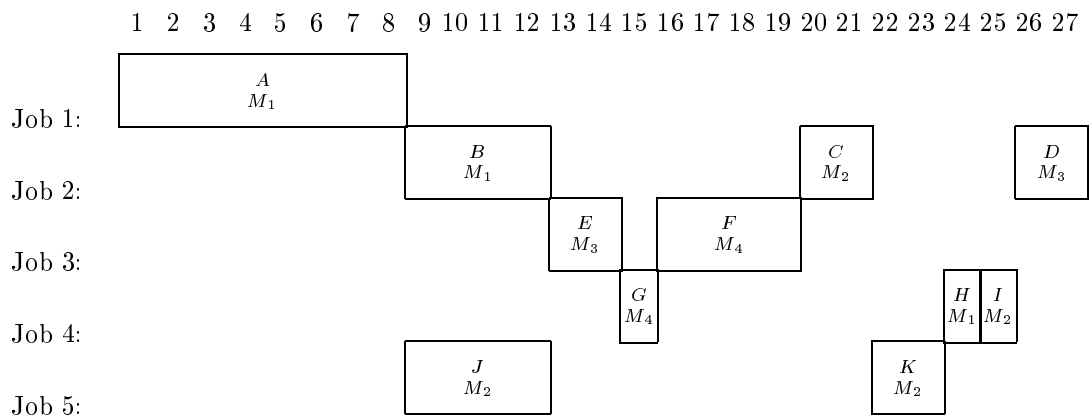 1 2 3 4 5 6 7 8 9 10 11 12 13 14 15 16 17 18 19 20 21 22 23 24 25 26 27
A
M₁
Job 1:
B
M₁
C
M₂
D
M₃
Job 2:
E
M₃
F
M₄
Job 3:
G
M₄
H
M₁
I
M₂
Job 4:
J
M₂
K
M₂
Job 5: